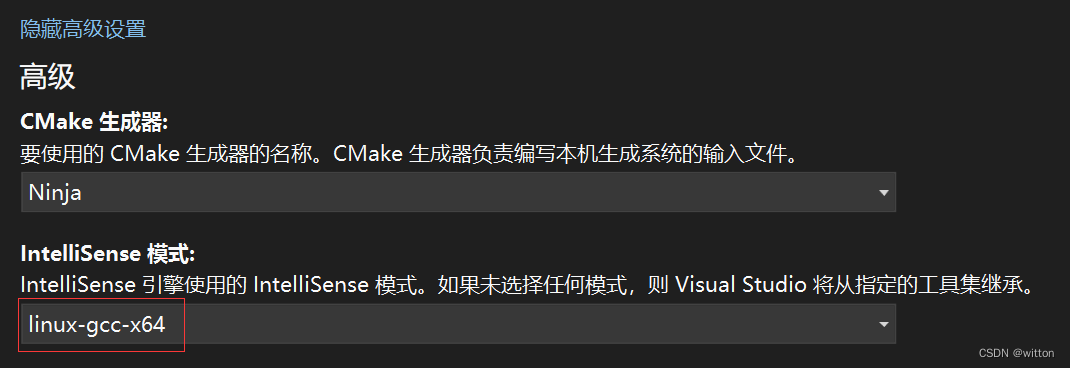 隐藏高级设置
高级
CMake 生成器:
要使用的 CMake 生成器的名称。CMake 生成器负责编写本机生成系统的输入文件。
Ninja
IntelliSense 模式:
IntelliSense 引擎使用的 IntelliSense 模式。如果未选择任何模式，则 Visual Studio 将从指定的工具集继承。
linux-gcc-x64
CSDN @witton